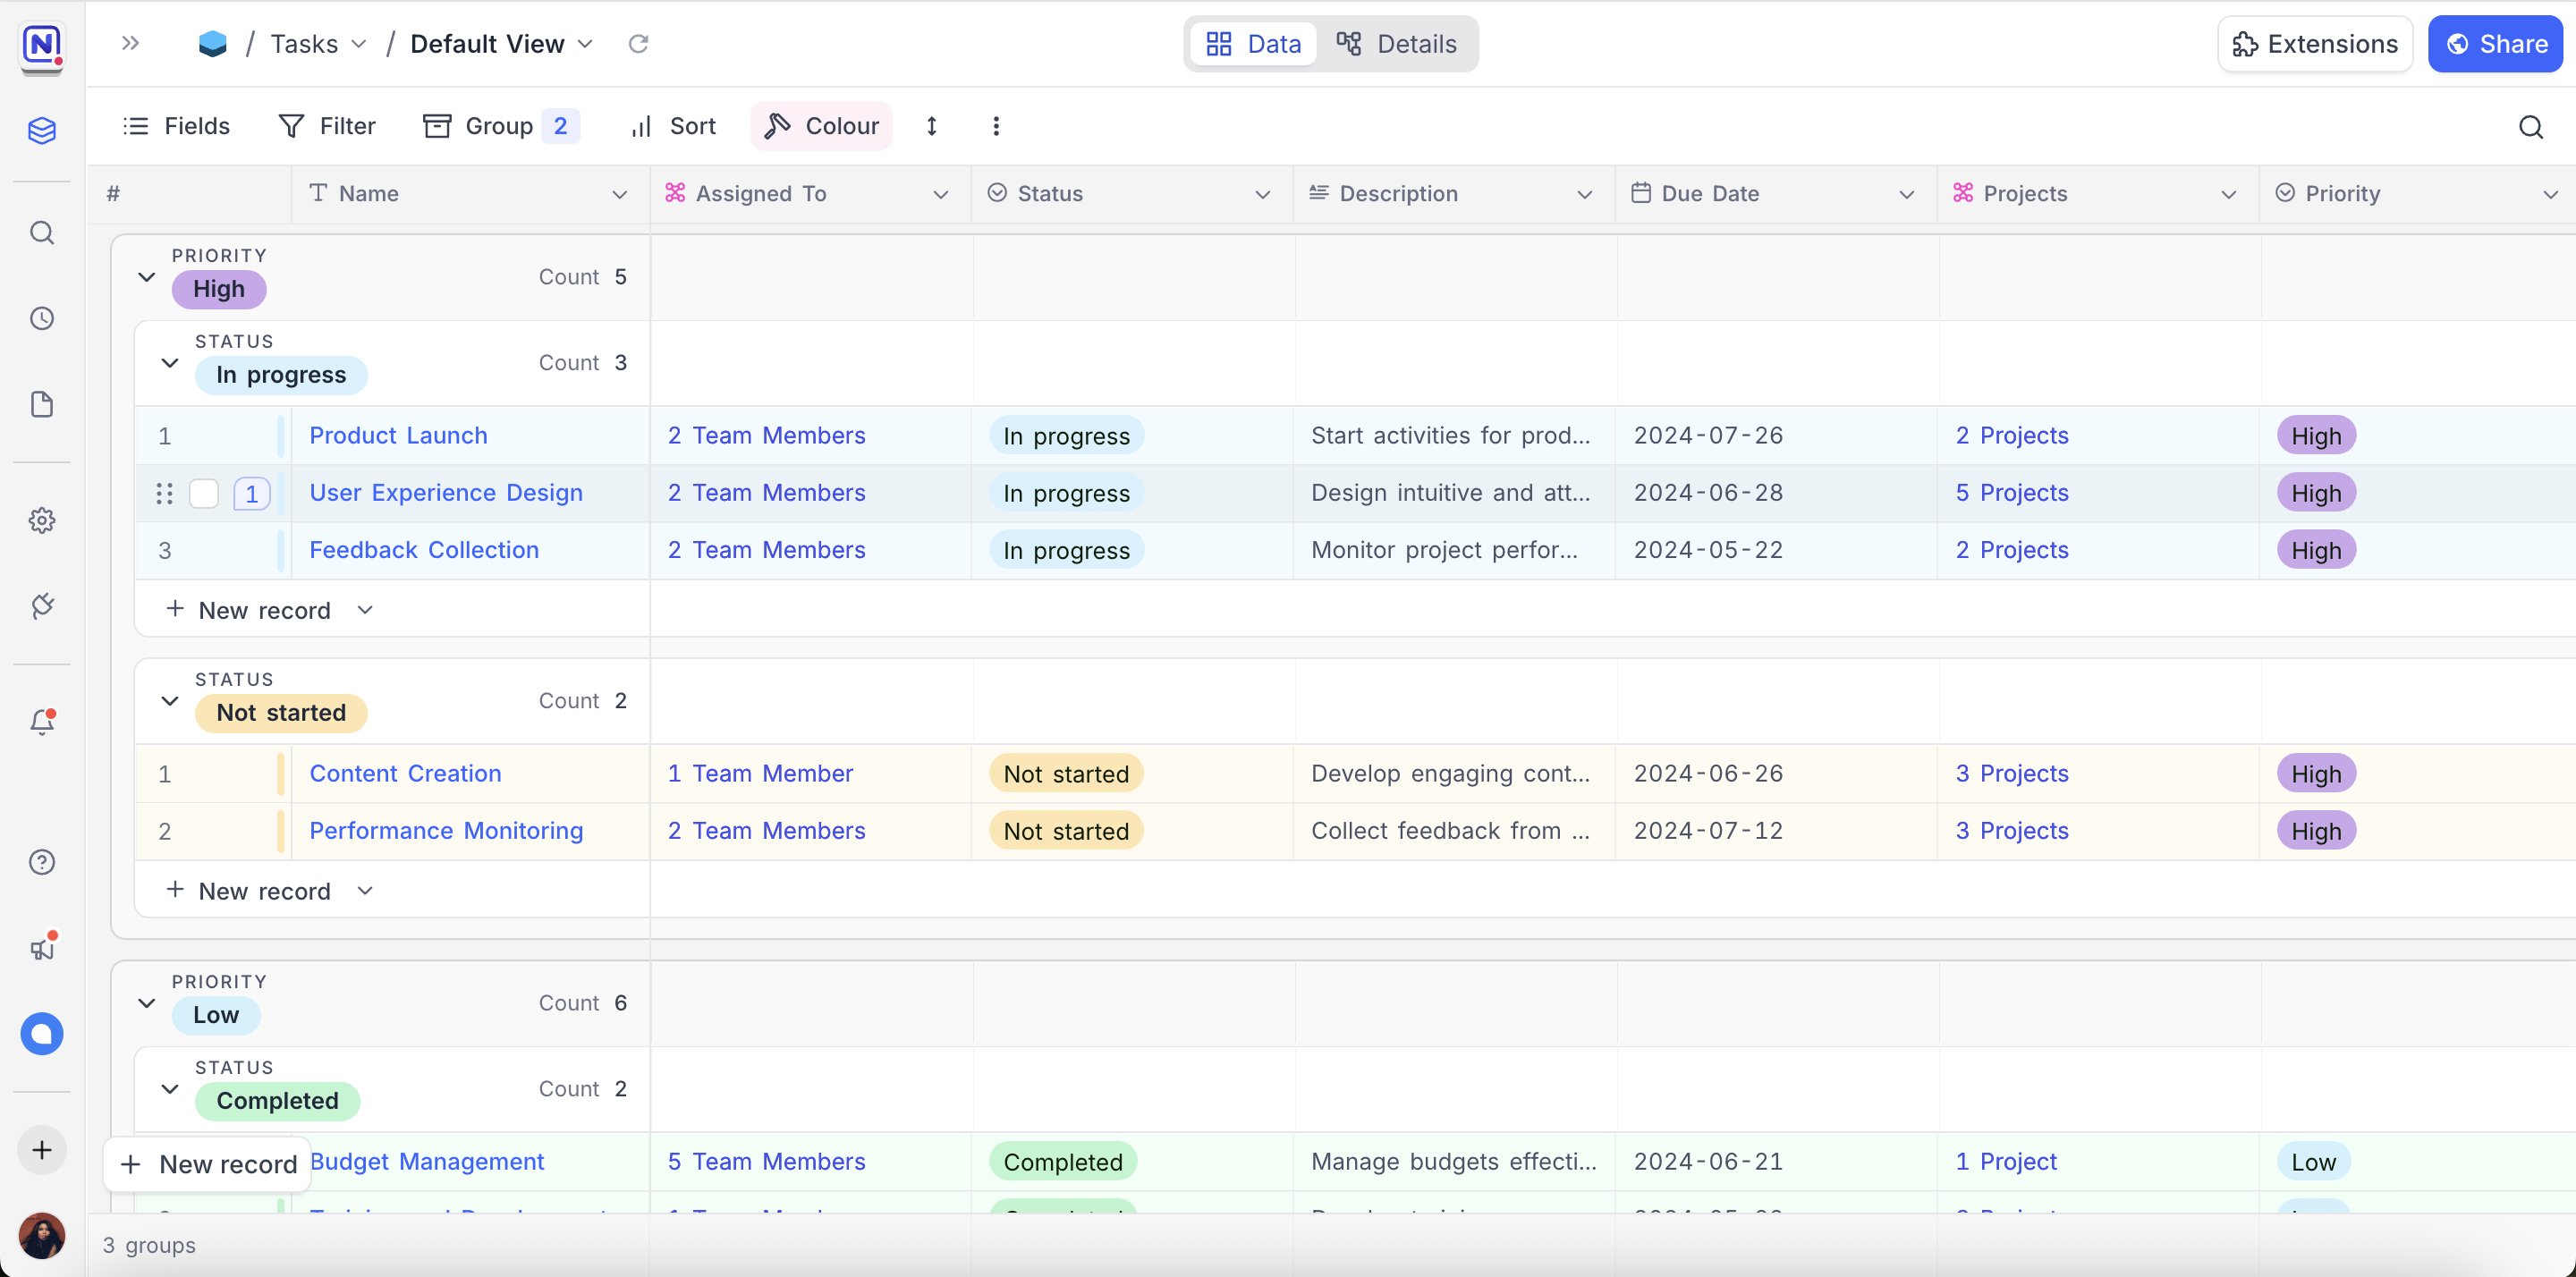 N
/ Tasks / Default View
Data Details
Extensions Share
Fields Filter Group 2 Sort Colour
# Name Assigned To Status Description Due Date Projects Priority
PRIORITY
High Count 5
STATUS
In progress Count 3
1 Product Launch 2 Team Members In progress Start activities for prod... 2024-07-26 2 Projects High
1 User Experience Design 2 Team Members In progress Design intuitive and att... 2024-06-28 5 Projects High
3 Feedback Collection 2 Team Members In progress Monitor project perfor... 2024-05-22 2 Projects High
+ New record
STATUS
Not started Count 2
1 Content Creation 1 Team Member Not started Develop engaging cont... 2024-06-26 3 Projects High
2 Performance Monitoring 2 Team Members Not started Collect feedback from ... 2024-07-12 3 Projects High
+ New record
PRIORITY
Low Count 6
STATUS
Completed Count 2
+ New record Budget Management 5 Team Members Completed Manage budgets effecti... 2024-06-21 1 Project Low
3 groups